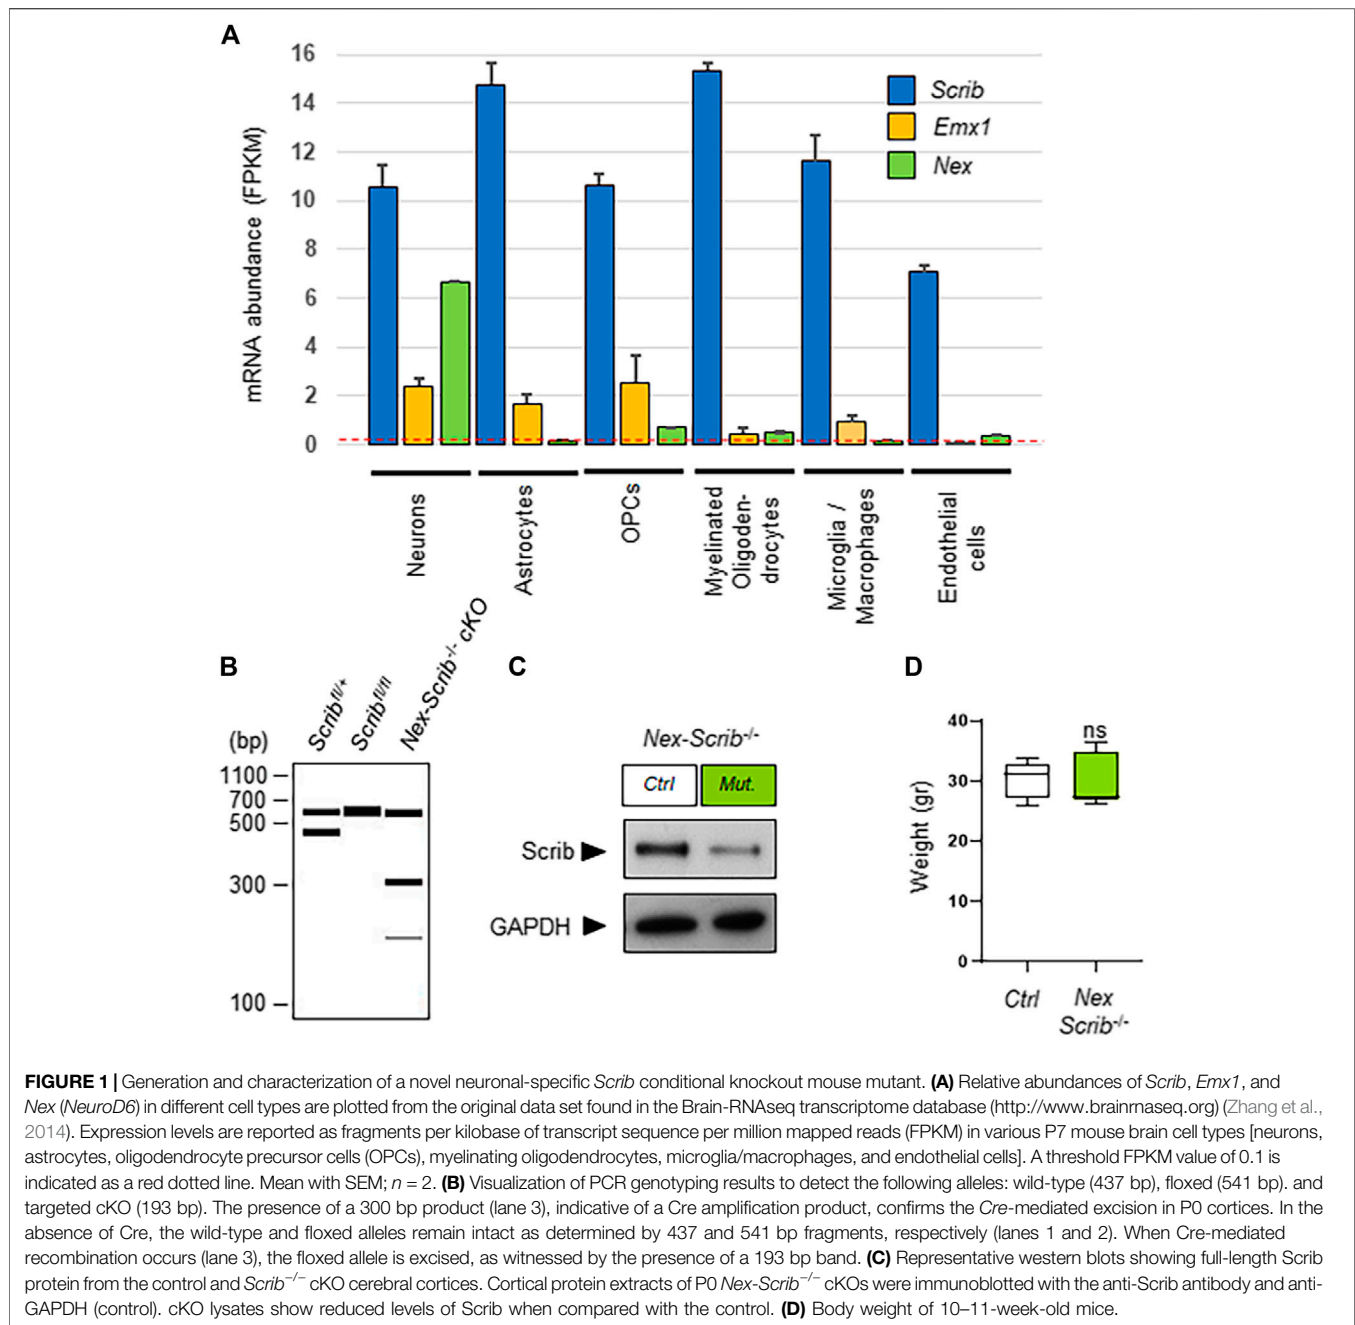 A
16
14
12
10
8
6
4
2
0
mRNA abundance (FPKM)
Scrib
Emx1
Nex
Neurons
Astrocytes
OPCs
Myelinated
Oligoden-
drocytes
Microglia /
Macrophages
Endothelial
cells
B
(bp)
Scrib^fl/+
Scrib^fl/fl
Nex-Scrib^-/- cKO
1100
700
500
300
100
C
Nex-Scrib^-/-
Ctrl Mut.
Scrib
GAPDH
D
Weight (gr)
40
30
20
10
0
ns
Ctrl
Nex
Scrib^-/-
FIGURE 1 | Generation and characterization of a novel neuronal-specific Scrib conditional knockout mouse mutant. (A) Relative abundances of Scrib, Emx1, and
Nex (NeuroD6) in different cell types are plotted from the original data set found in the Brain-RNAseq transcriptome database (http://www.brainrnaseq.org) (Zhang et al.,
2014). Expression levels are reported as fragments per kilobase of transcript sequence per million mapped reads (FPKM) in various P7 mouse brain cell types [neurons,
astrocytes, oligodendrocyte precursor cells (OPCs), myelinating oligodendrocytes, microglia/macrophages, and endothelial cells]. A threshold FPKM value of 0.1 is
indicated as a red dotted line. Mean with SEM; n = 2. (B) Visualization of PCR genotyping results to detect the following alleles: wild-type (437 bp), floxed (541 bp). and
targeted cKO (193 bp). The presence of a 300 bp product (lane 3), indicative of a Cre amplification product, confirms the Cre-mediated excision in P0 cortices. In the
absence of Cre, the wild-type and floxed alleles remain intact as determined by 437 and 541 bp fragments, respectively (lanes 1 and 2). When Cre-mediated
recombination occurs (lane 3), the floxed allele is excised, as witnessed by the presence of a 193 bp band. (C) Representative western blots showing full-length Scrib
protein from the control and Scrib^−/− cKO cerebral cortices. Cortical protein extracts of P0 Nex-Scrib^−/− cKOs were immunoblotted with the anti-Scrib antibody and anti-
GAPDH (control). cKO lysates show reduced levels of Scrib when compared with the control. (D) Body weight of 10–11-week-old mice.